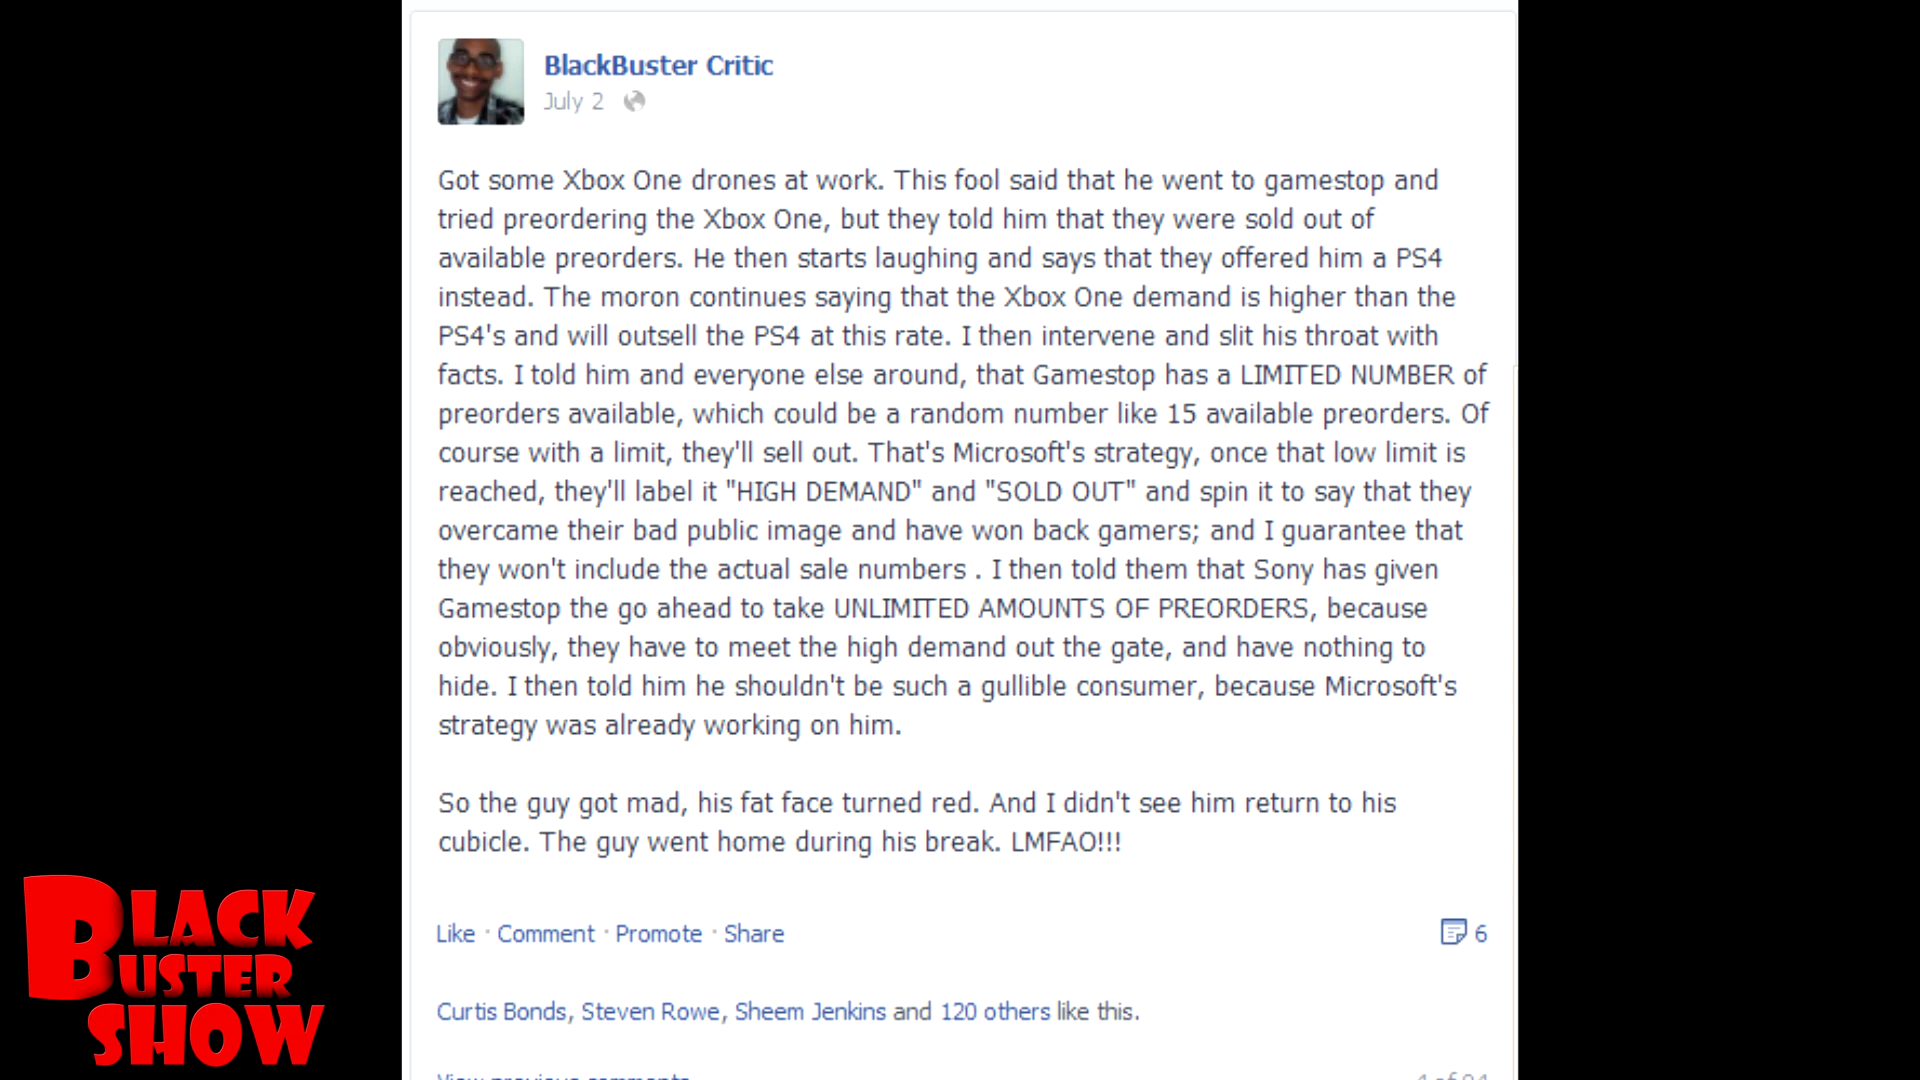 BlackBuster Critic
July 2
Got some Xbox One drones at work. This fool said that he went to gamestop and
tried preordering the Xbox One, but they told him that they were sold out of
available preorders. He then starts laughing and says that they offered him a PS4
instead. The moron continues saying that the Xbox One demand is higher than the
PS4's and will outsell the PS4 at this rate. I then intervene and slit his throat with
facts. I told him and everyone else around, that Gamestop has a LIMITED NUMBER of
preorders available, which could be a random number like 15 available preorders. Of
course with a limit, they'll sell out. That's Microsoft's strategy, once that low limit is
reached, they'll label it "HIGH DEMAND" and "SOLD OUT" and spin it to say that they
overcame their bad public image and have won back gamers; and I guarantee that
they won't include the actual sale numbers . I then told them that Sony has given
Gamestop the go ahead to take UNLIMITED AMOUNTS OF PREORDERS, because
obviously, they have to meet the high demand out the gate, and have nothing to
hide. I then told him he shouldn't be such a gullible consumer, because Microsoft's
strategy was already working on him.
So the guy got mad, his fat face turned red. And I didn't see him return to his
cubicle. The guy went home during his break. LMFAO!!!
Like · Comment · Promote · Share
6
Curtis Bonds, Steven Rowe, Sheem Jenkins and 120 others like this.
View previous comments
BLACK
BUSTER
SHOW